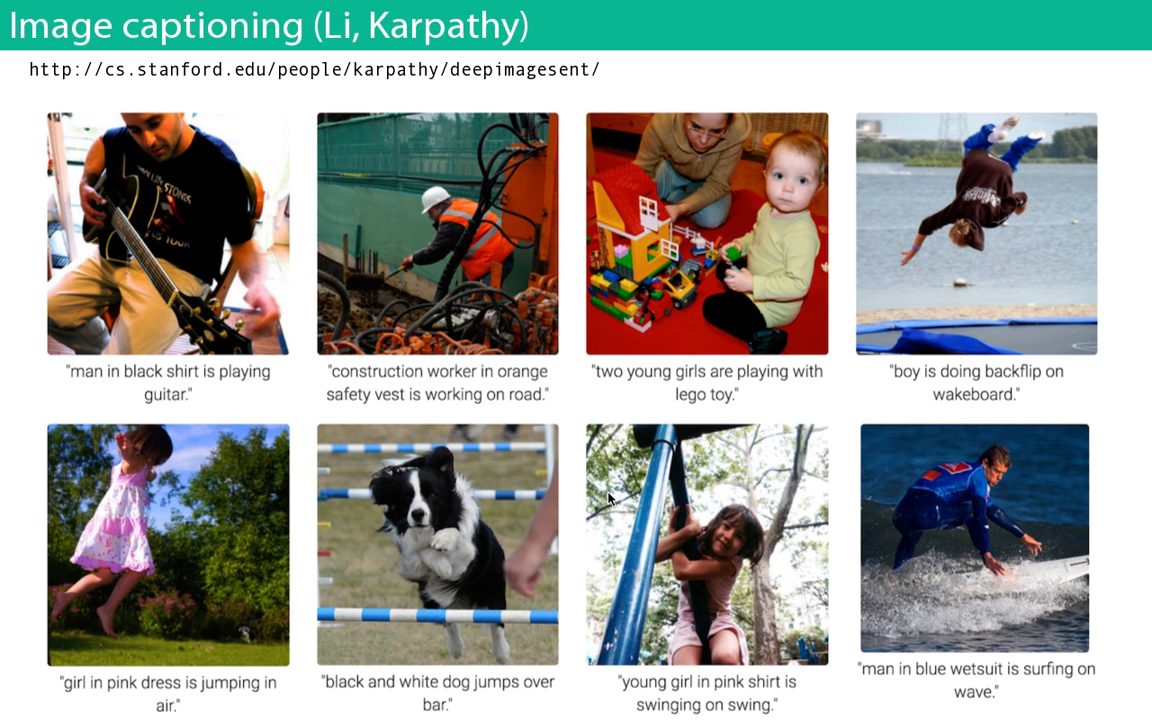 Image captioning (Li, Karpathy)
http://cs.stanford.edu/people/karpathy/deepimagesent/
"man in black shirt is playing
guitar."
"construction worker in orange
safety vest is working on road."
"two young girls are playing with
lego toy."
"boy is doing backflip on
wakeboard."
"girl in pink dress is jumping in
air."
"black and white dog jumps over
bar."
"young girl in pink shirt is
swinging on swing."
"man in blue wetsuit is surfing on
wave."